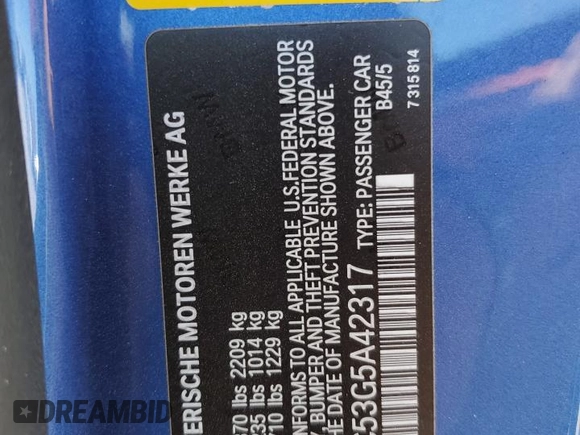 ERISCHE MOTOREN WERKE AG
70 lbs 2209 kg
35 lbs 1014 kg
10 lbs 1229 kg
NFORMS TO ALL APPLICABLE U.S.FEDERAL MOTOR
, BUMPER AND THEFT PREVENTION STANDARDS
HE DATE OF MANUFACTURE SHOWN ABOVE.
53G5A42317 TYPE: PASSENGER CAR
B45/5
7 315 814
DREAMBID